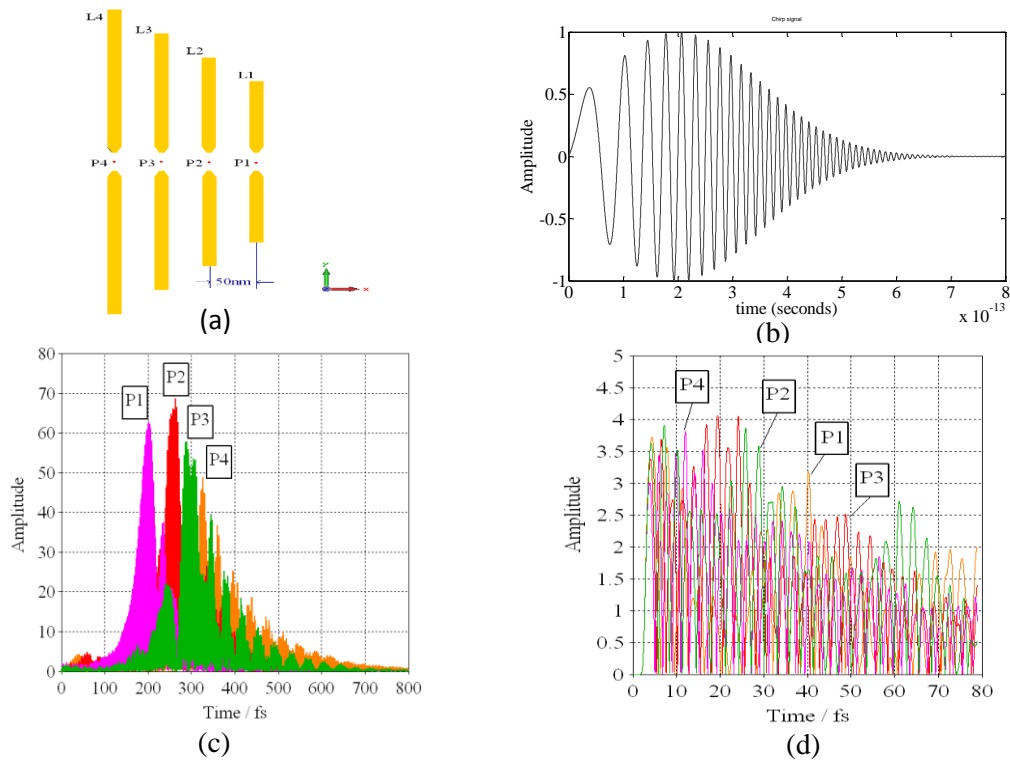 L4
L3
L2
L1
P4
P3
P2
P1
50nm
y
x
(a)
Chirp signal
1
0.5
0
-0.5
-1
Amplitude
0 1 2 3 4 5 6 7 8
time (seconds)
x 10^-13
(b)
80
70
60
50
40
30
20
10
0
Amplitude
P1
P2
P3
P4
0 100 200 300 400 500 600 700 800
Time / fs
(c)
5
4.5
4
3.5
3
2.5
2
1.5
1
0.5
0
Amplitude
P4
P2
P1
P3
0 10 20 30 40 50 60 70 80
Time / fs
(d)